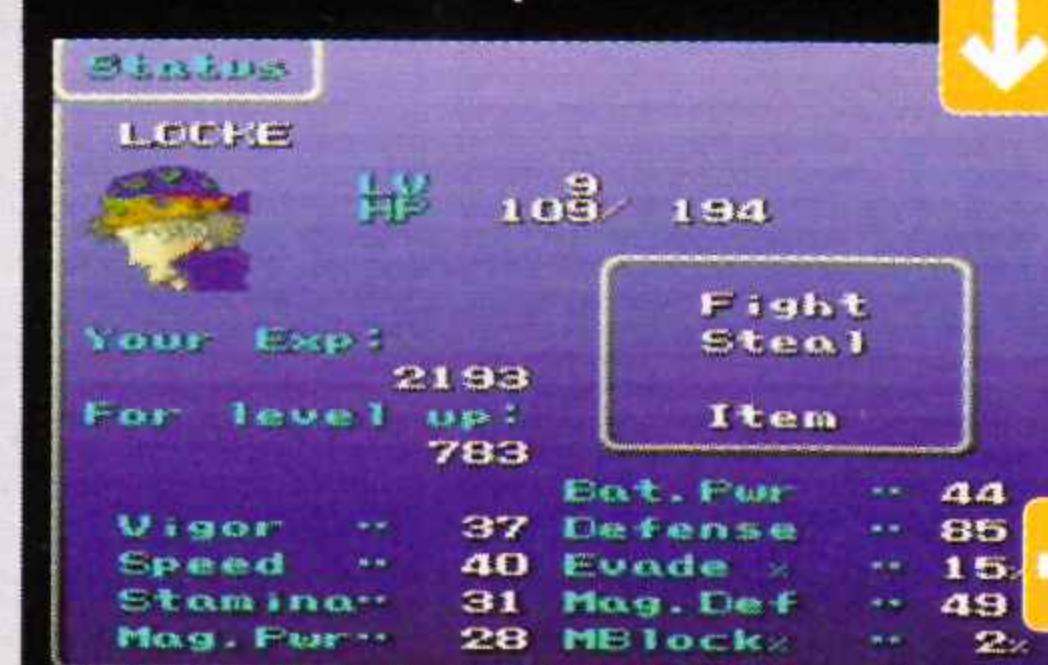 Status
LOCKE
LV 9
HP 109/ 194
Fight
Steal
Item
Your Exp:
2193
For level up:
783
Bat.Pwr ·· 44
Vigor ·· 37 Defense ·· 85
Speed ·· 40 Evade % ·· 15%
Stamina·· 31 Mag.Def ·· 49
Mag.Pwr·· 28 MBlock% ·· 2%